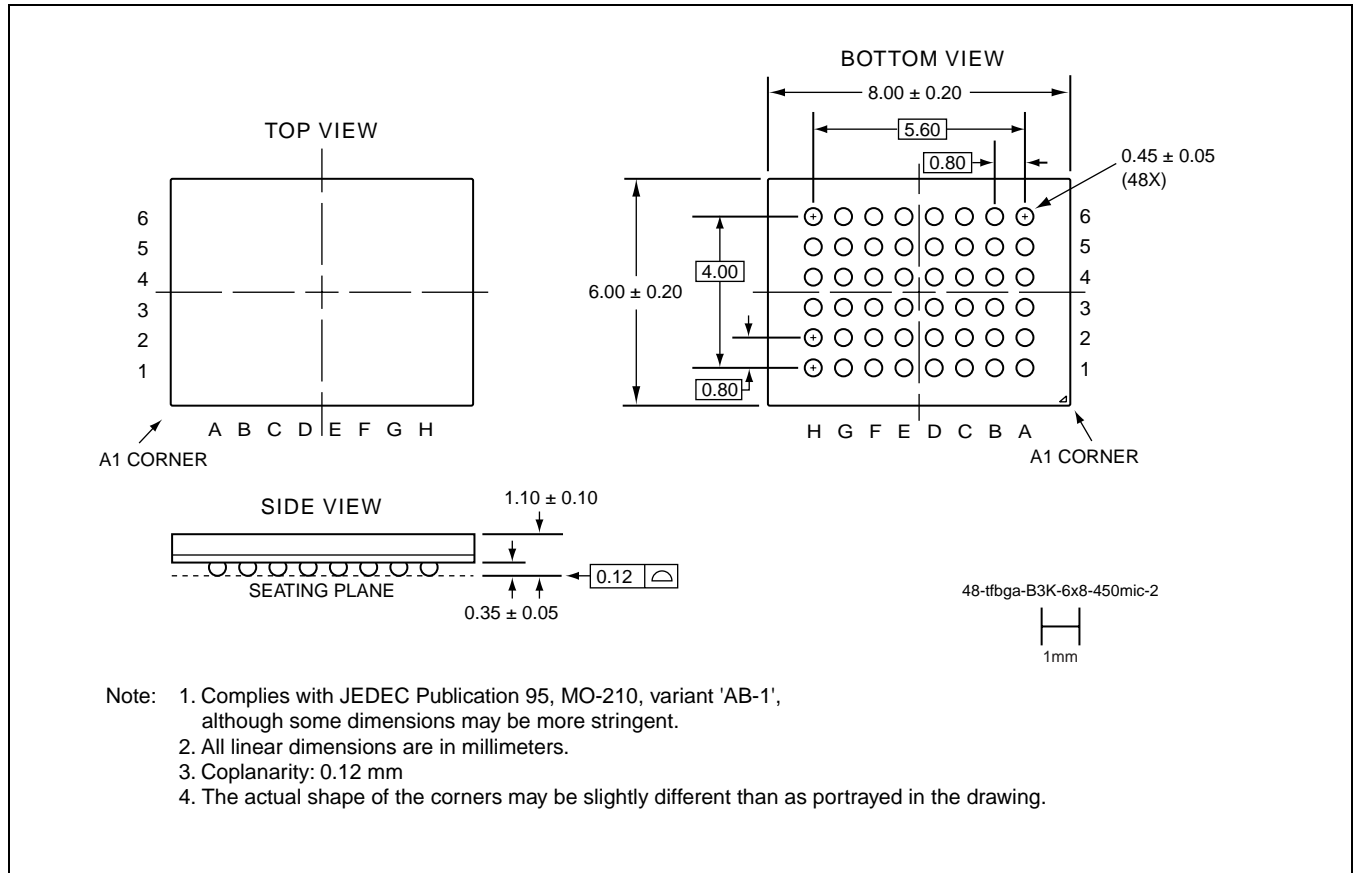 BOTTOM VIEW
8.00 ± 0.20
TOP VIEW
5.60
0.80
0.45 ± 0.05
(48X)
6
5
4
3
2
1
4.00
6.00 ± 0.20
0.80
6
5
4
3
2
1
A B C D E F G H
A1 CORNER
H G F E D C B A
A1 CORNER
SIDE VIEW
1.10 ± 0.10
SEATING PLANE
0.12
0.35 ± 0.05
48-tfbga-B3K-6x8-450mic-2
1mm
Note: 1. Complies with JEDEC Publication 95, MO-210, variant 'AB-1',
although some dimensions may be more stringent.
2. All linear dimensions are in millimeters.
3. Coplanarity: 0.12 mm
4. The actual shape of the corners may be slightly different than as portrayed in the drawing.